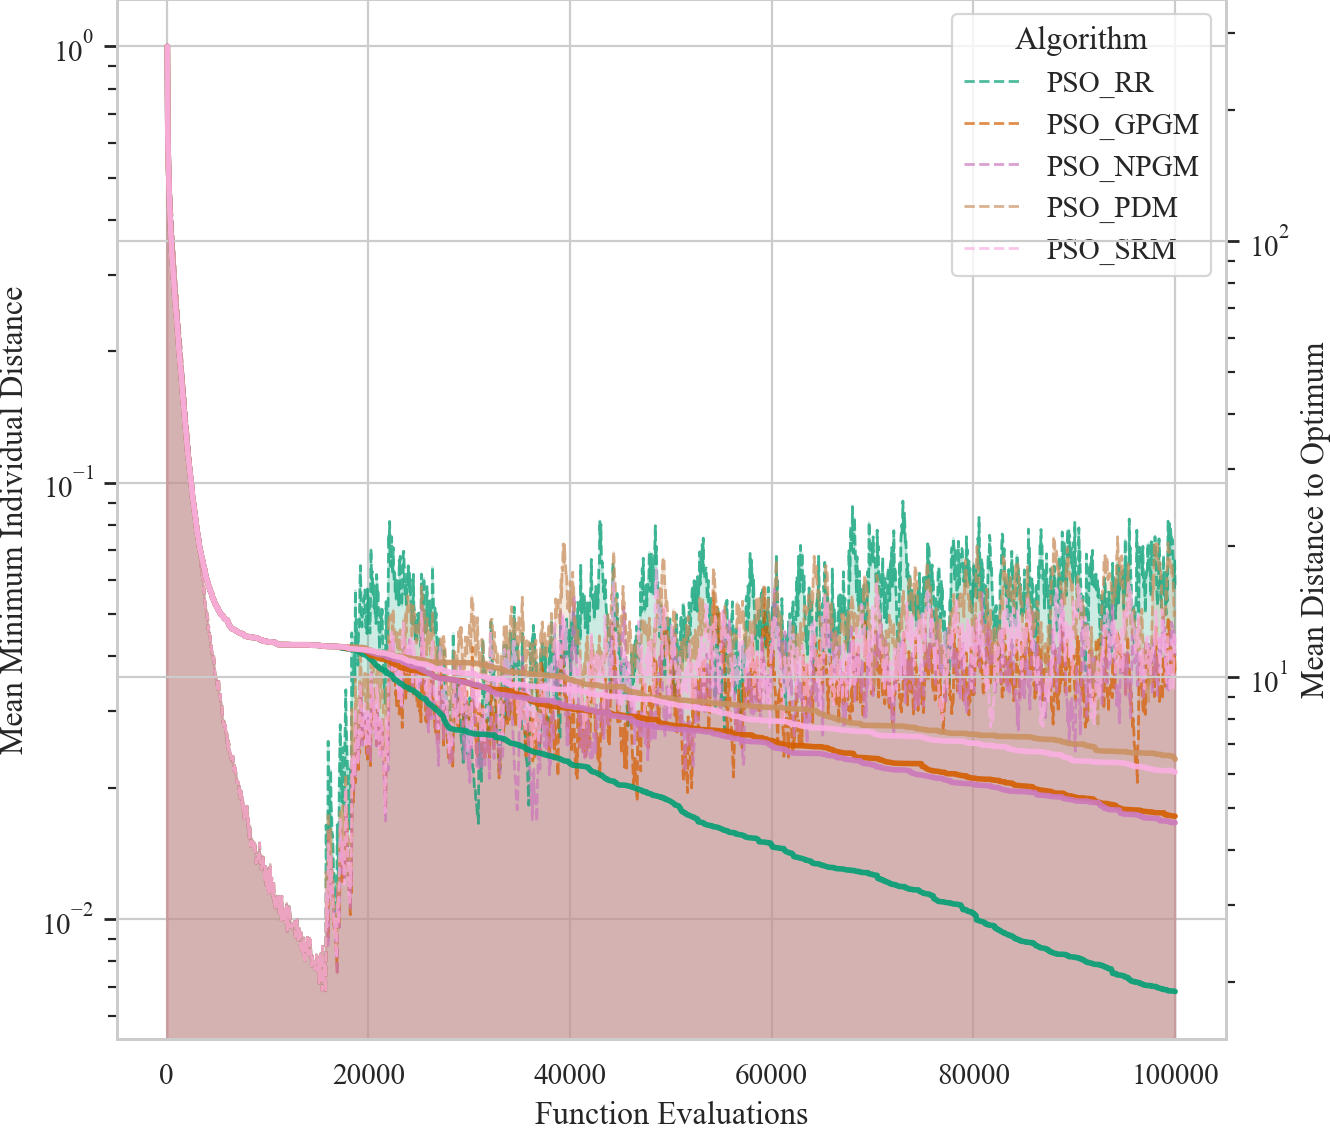 Algorithm
PSO_RR
PSO_GPGM
PSO_NPGM
PSO_PDM
PSO_SRM
10^0
10^-1
10^-2
Mean Minimum Individual Distance
10^2
10^1
Mean Distance to Optimum
0 20000 40000 60000 80000 100000
Function Evaluations